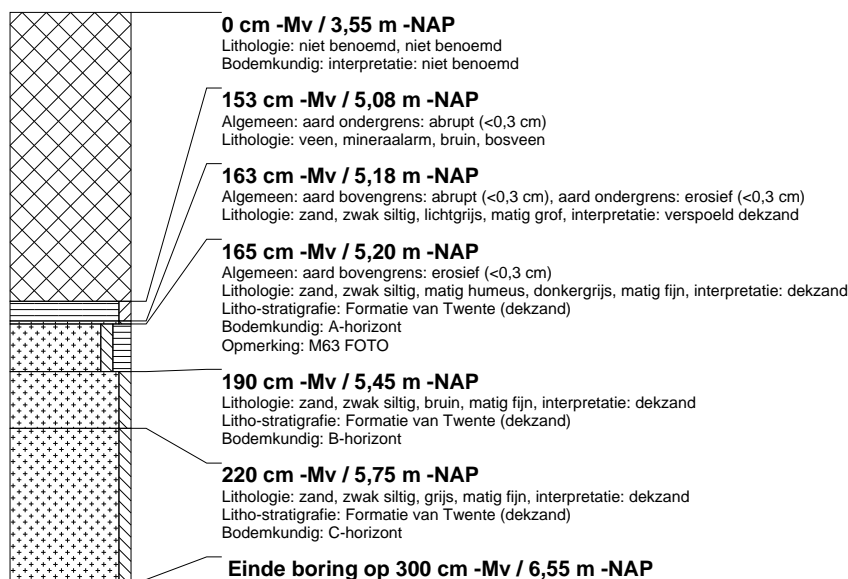 0 cm -Mv / 3,55 m -NAP
Lithologie: niet benoemd, niet benoemd
Bodemkundig: interpretatie: niet benoemd
153 cm -Mv / 5,08 m -NAP
Algemeen: aard ondergrens: abrupt (<0,3 cm)
Lithologie: veen, mineraalarm, bruin, bosveen
163 cm -Mv / 5,18 m -NAP
Algemeen: aard bovengrens: abrupt (<0,3 cm), aard ondergrens: erosief (<0,3 cm)
Lithologie: zand, zwak siltig, lichtgrijs, matig grof, interpretatie: verspoeld dekzand
165 cm -Mv / 5,20 m -NAP
Algemeen: aard bovengrens: erosief (<0,3 cm)
Lithologie: zand, zwak siltig, matig humeus, donkergrijs, matig fijn, interpretatie: dekzand
Litho-stratigrafie: Formatie van Twente (dekzand)
Bodemkundig: A-horizont
Opmerking: M63 FOTO
190 cm -Mv / 5,45 m -NAP
Lithologie: zand, zwak siltig, bruin, matig fijn, interpretatie: dekzand
Litho-stratigrafie: Formatie van Twente (dekzand)
Bodemkundig: B-horizont
220 cm -Mv / 5,75 m -NAP
Lithologie: zand, zwak siltig, grijs, matig fijn, interpretatie: dekzand
Litho-stratigrafie: Formatie van Twente (dekzand)
Bodemkundig: C-horizont
Einde boring op 300 cm -Mv / 6,55 m -NAP